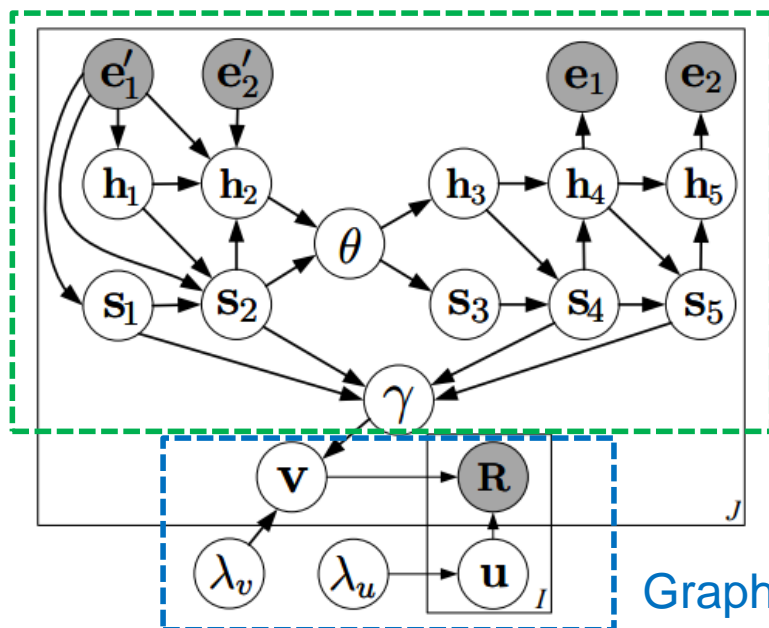 e′₁ e′₂ e₁ e₂
h₁ h₂ h₃ h₄ h₅
θ
s₁ s₂ s₃ s₄ s₅
γ
v R
J
λᵥ λᵤ u Graph
I